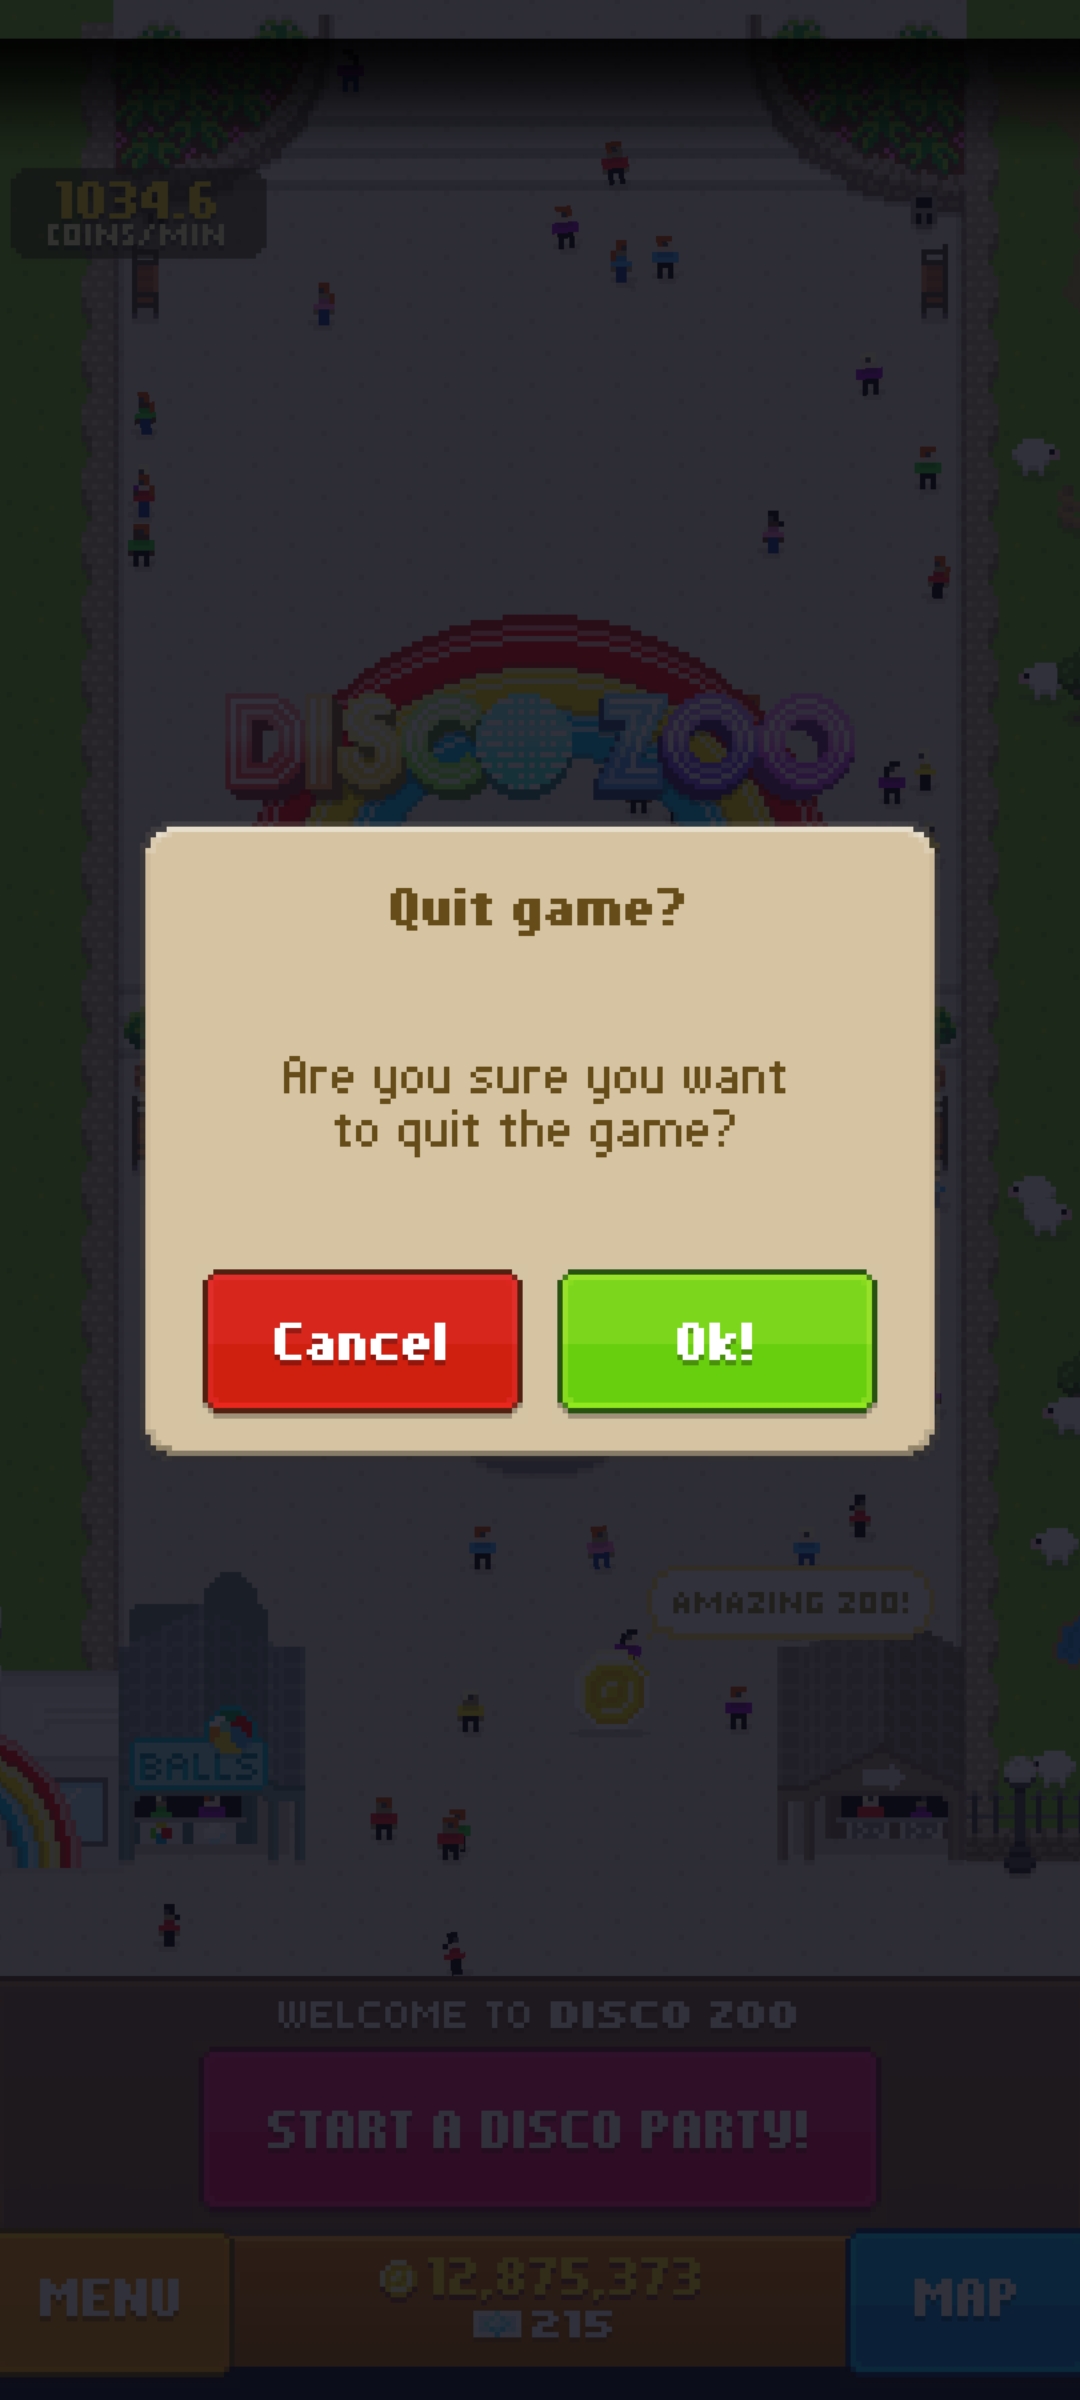 1034.6
COINS/MIN
DISCO ZOO
Quit game?
Are you sure you want
to quit the game?
Cancel
Ok!
AMAZING ZOO!
BALLS
WELCOME TO DISCO ZOO
START A DISCO PARTY!
MENU
12,875,373
215
MAP